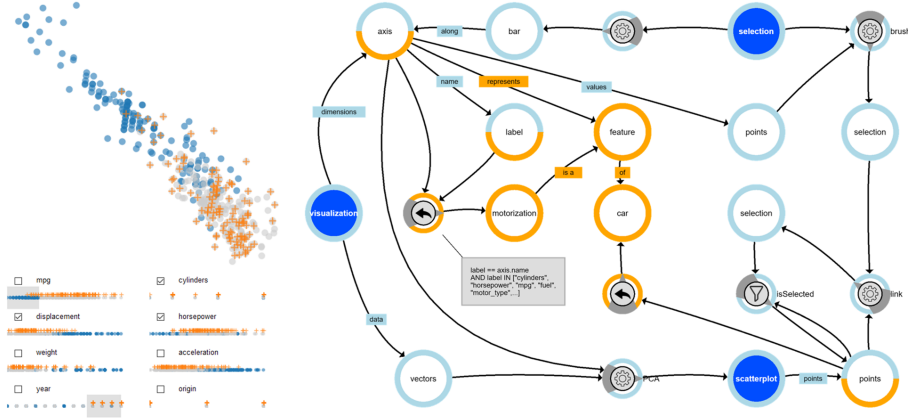 mpg
cylinders
displacement
horsepower
weight
acceleration
year
origin
axis
along
bar
selection
brush
name
represents
values
dimensions
label
feature
points
selection
is a
of
visualization
motorization
car
selection
label == axis.name
AND label IN ["cylinders",
"horsepower", "mpg", "fuel",
"motor_type",...]
isSelected
link
data
vectors
PCA
scatterplot
points
points